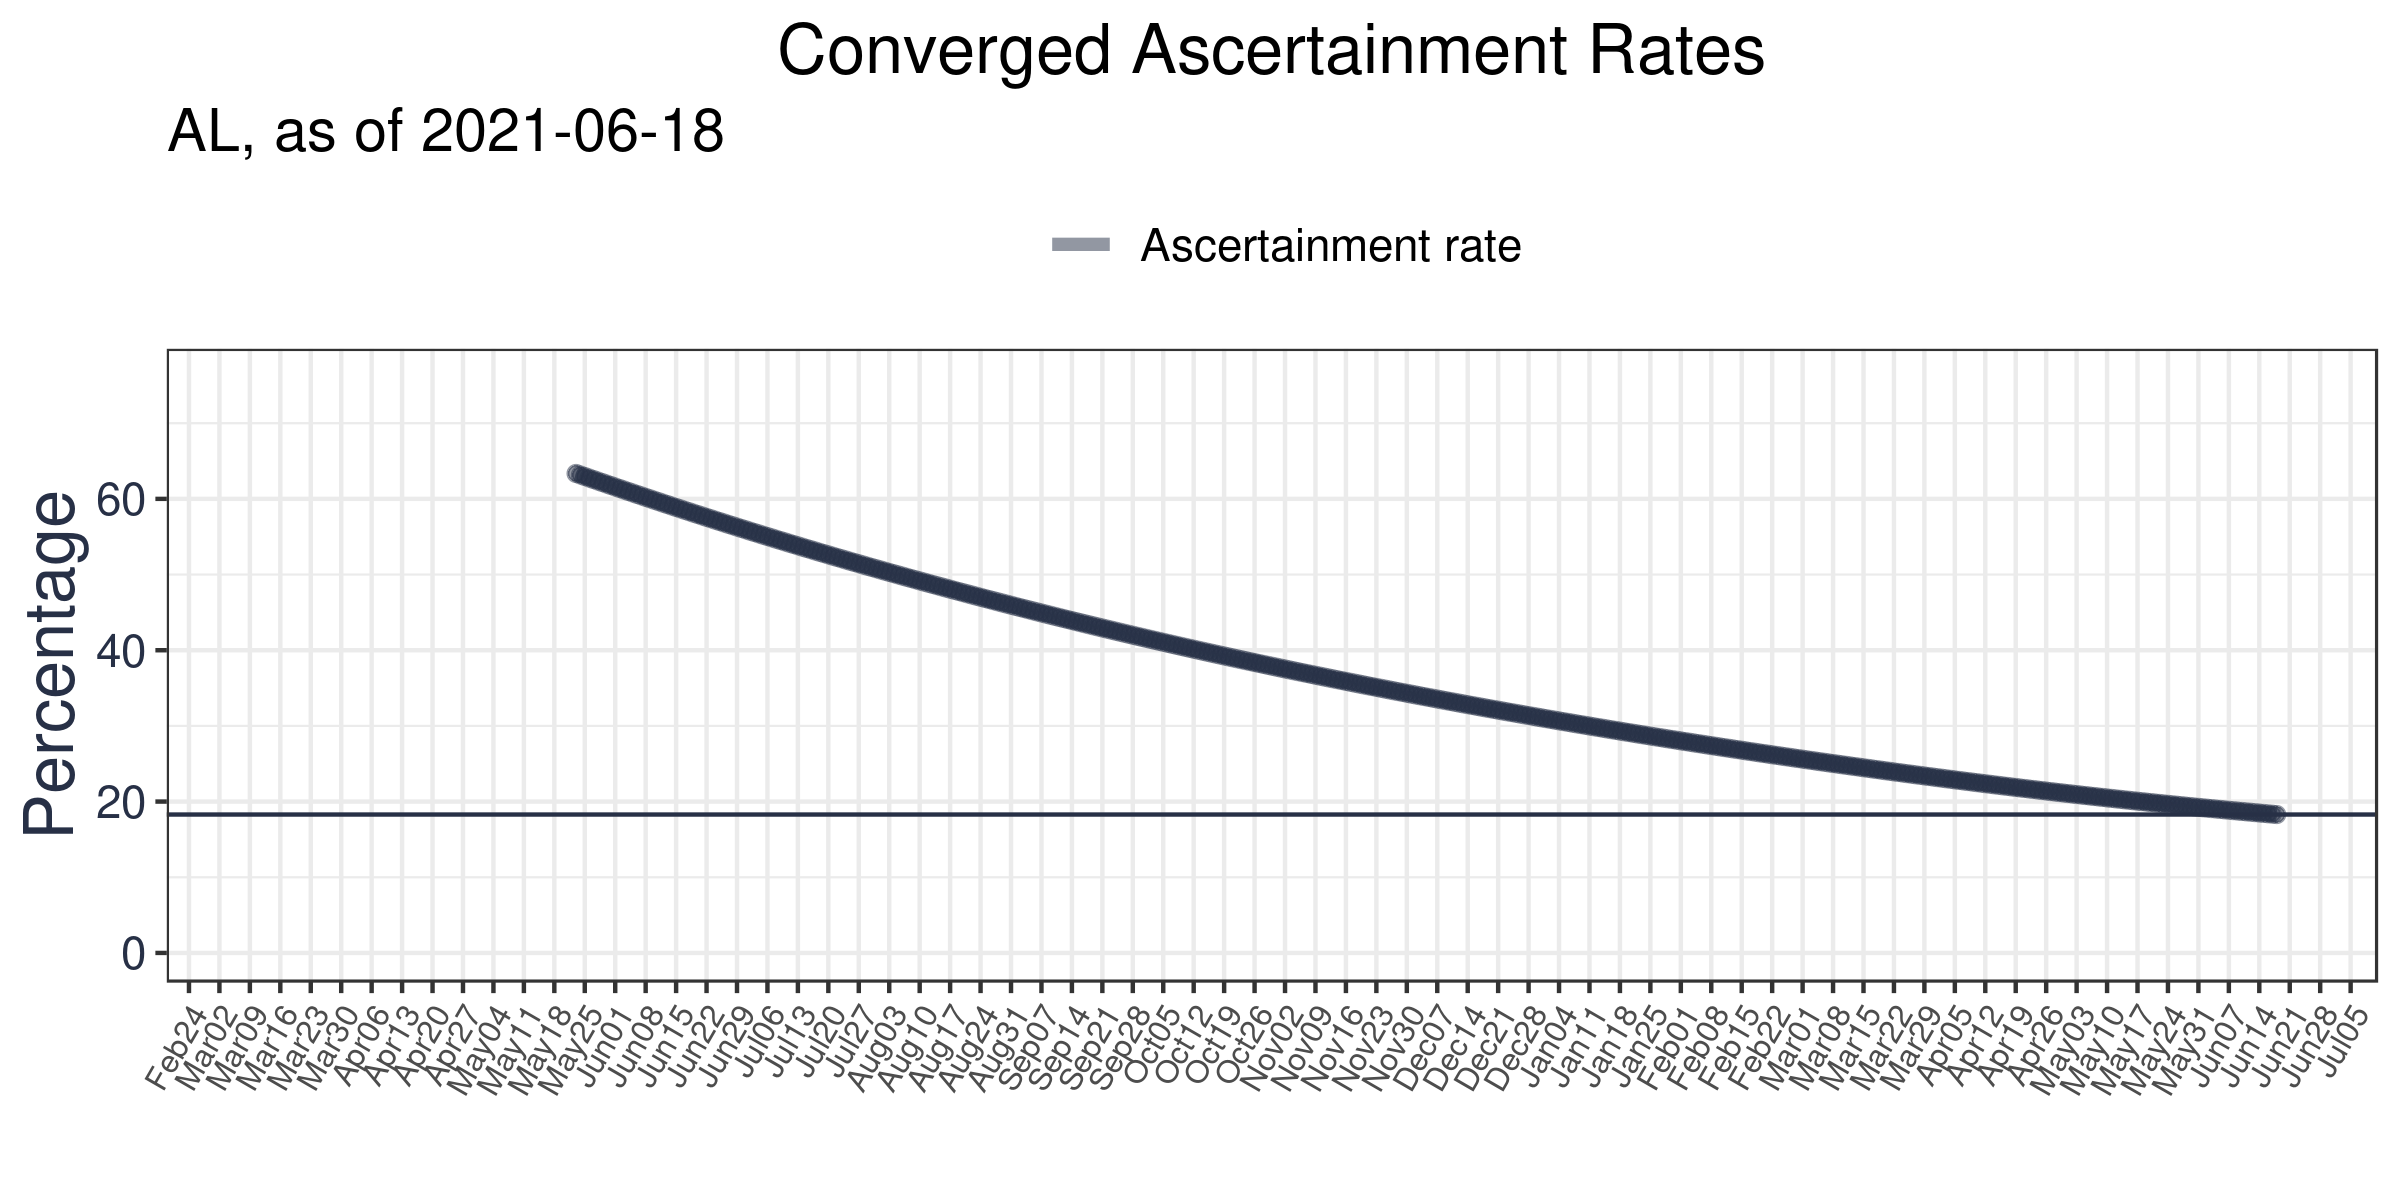 Converged Ascertainment Rates
AL, as of 2021-06-18
Ascertainment rate
Percentage
60
40
20
0
Feb24
Mar02
Mar09
Mar16
Mar23
Mar30
Apr06
Apr13
Apr20
Apr27
May04
May11
May18
May25
Jun01
Jun08
Jun15
Jun22
Jun29
Jul06
Jul13
Jul20
Jul27
Aug03
Aug10
Aug17
Aug24
Aug31
Sep07
Sep14
Sep21
Sep28
Oct05
Oct12
Oct19
Oct26
Nov02
Nov09
Nov16
Nov23
Nov30
Dec07
Dec14
Dec21
Dec28
Jan04
Jan11
Jan18
Jan25
Feb01
Feb08
Feb15
Feb22
Mar01
Mar08
Mar15
Mar22
Mar29
Apr05
Apr12
Apr19
Apr26
May03
May10
May17
May24
May31
Jun07
Jun14
Jun21
Jun28
Jul05